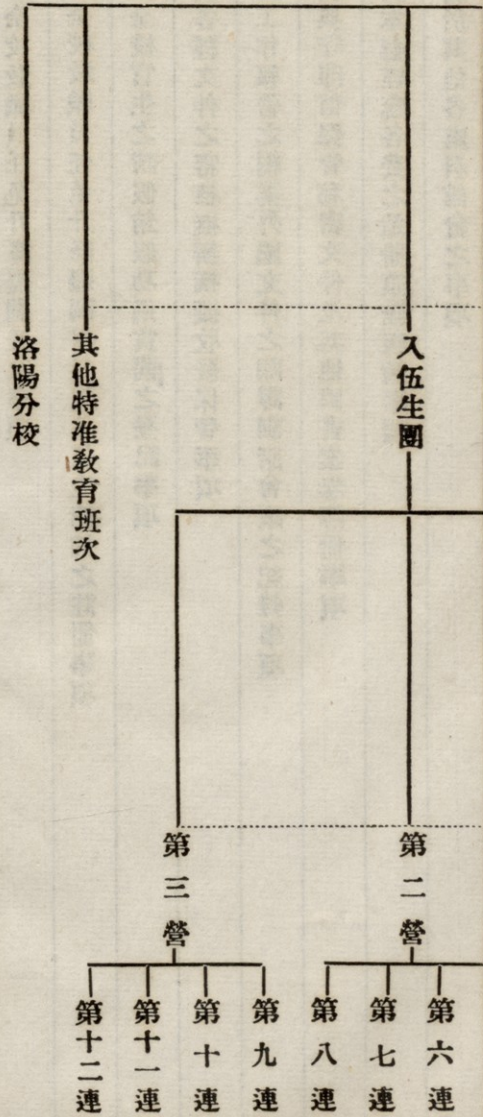 入伍生團
其他特准教育班次
洛陽分校
第二營
第三營
第六連
第七連
第八連
第九連
第十連
第十一連
第十二連